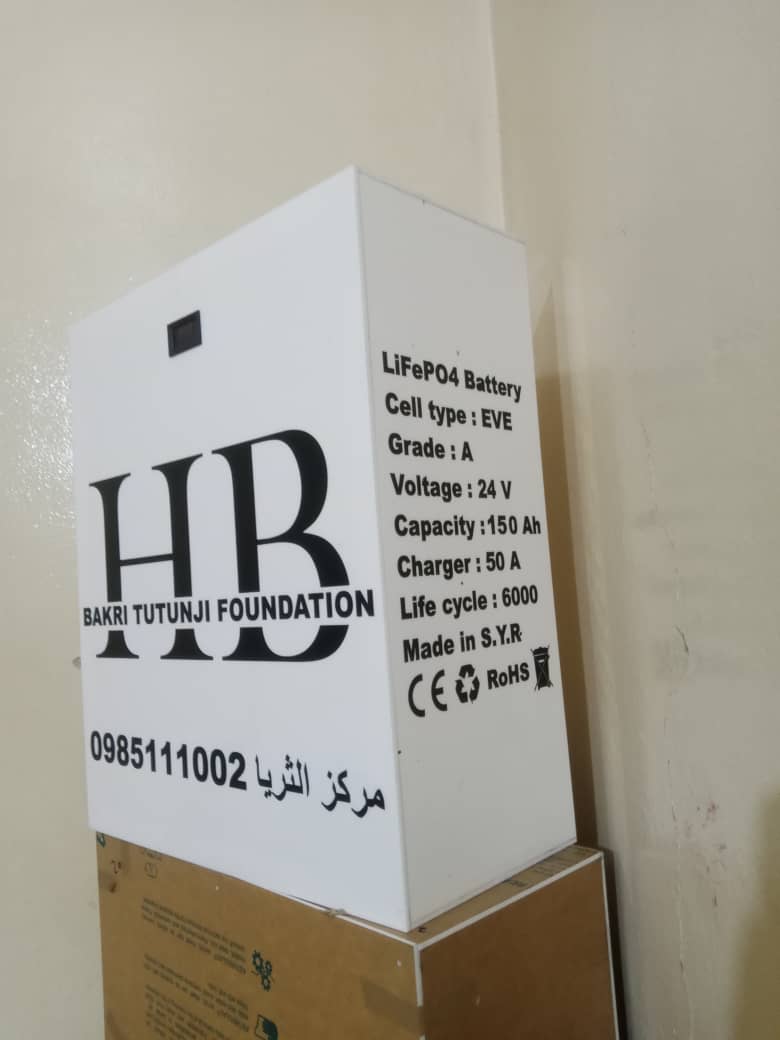 HB
BAKRI TUTUNJI FOUNDATION
مركز الثريا 0985111002
LiFePO4 Battery
Cell type : EVE
Grade : A
Voltage : 24 V
Capacity :150 Ah
Charger : 50 A
Life cycle : 6000
Made in S.Y.R
CE RoHS